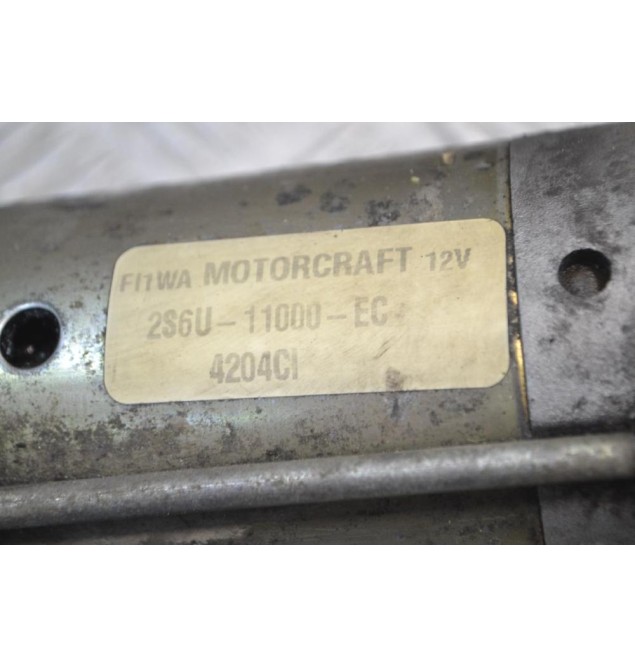 FI1WA MOTORCRAFT 12V
2S6U-11000-EC
4204CI